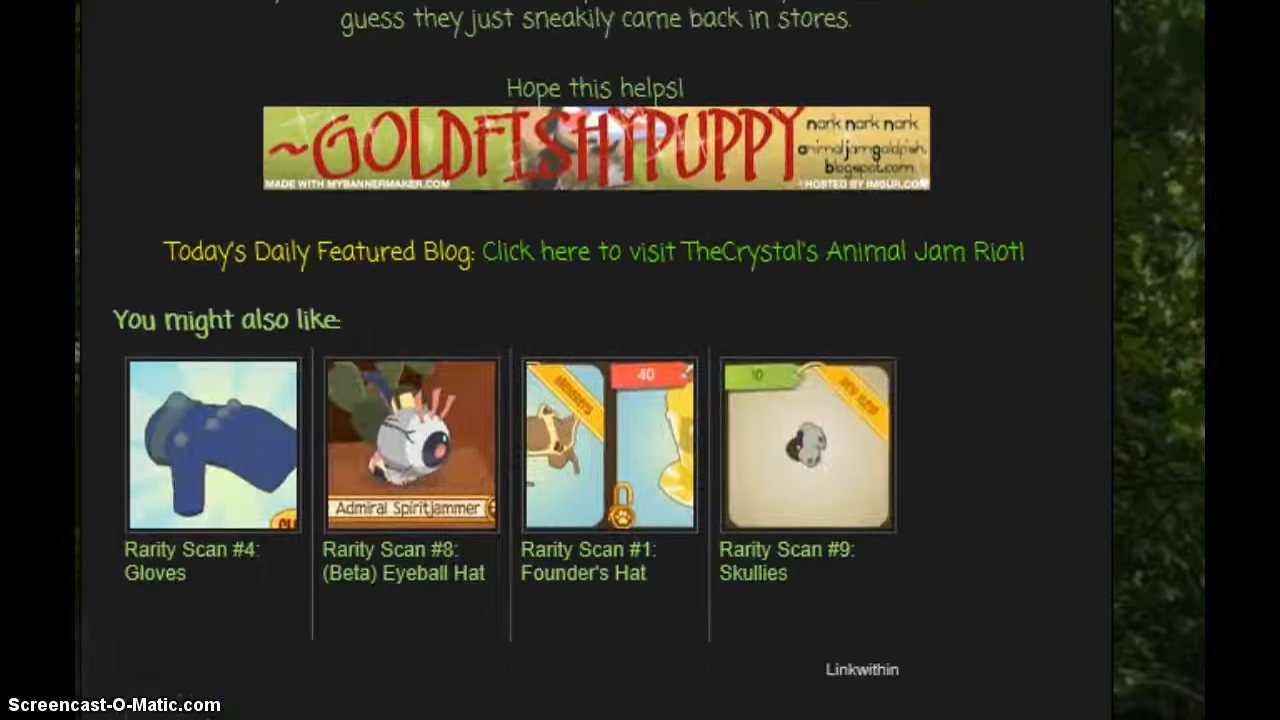 guess they just sneakily came back in stores.
Hope this helps!
~GOLDFISHYPUPPY
nark nark nark
animaljamgoldfish.
blogspot.com
MADE WITH MYBANNERMAKER.COM
HOSTED BY IMGUR.COM
Today's Daily Featured Blog: Click here to visit TheCrystal's Animal Jam Riot!
You might also like:
40
10
Admiral Spiritjammer
Rarity Scan #4:
Gloves
Rarity Scan #8:
(Beta) Eyeball Hat
Rarity Scan #1:
Founder's Hat
Rarity Scan #9:
Skullies
Linkwithin
Screencast-O-Matic.com